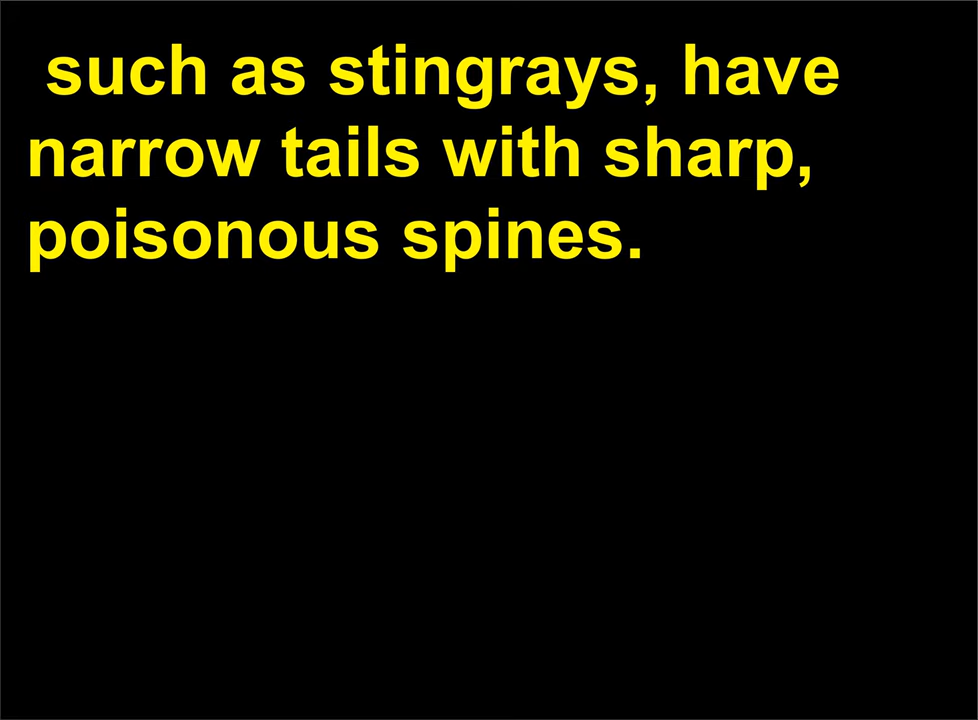 such as stingrays, have
narrow tails with sharp,
poisonous spines.